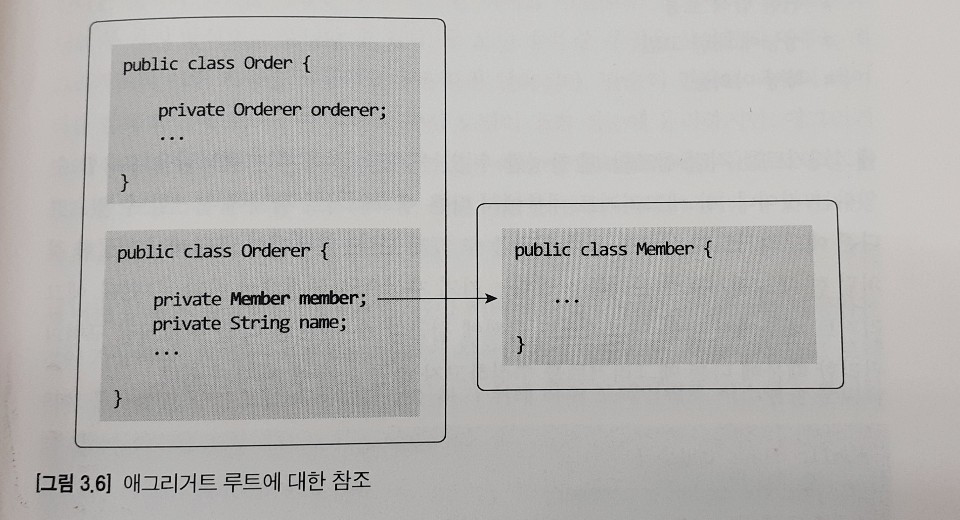 public class Order {
private Orderer orderer;
...
}
public class Orderer {
private Member member;
private String name;
...
}
public class Member {
...
}
[그림 3.6] 애그리거트 루트에 대한 참조